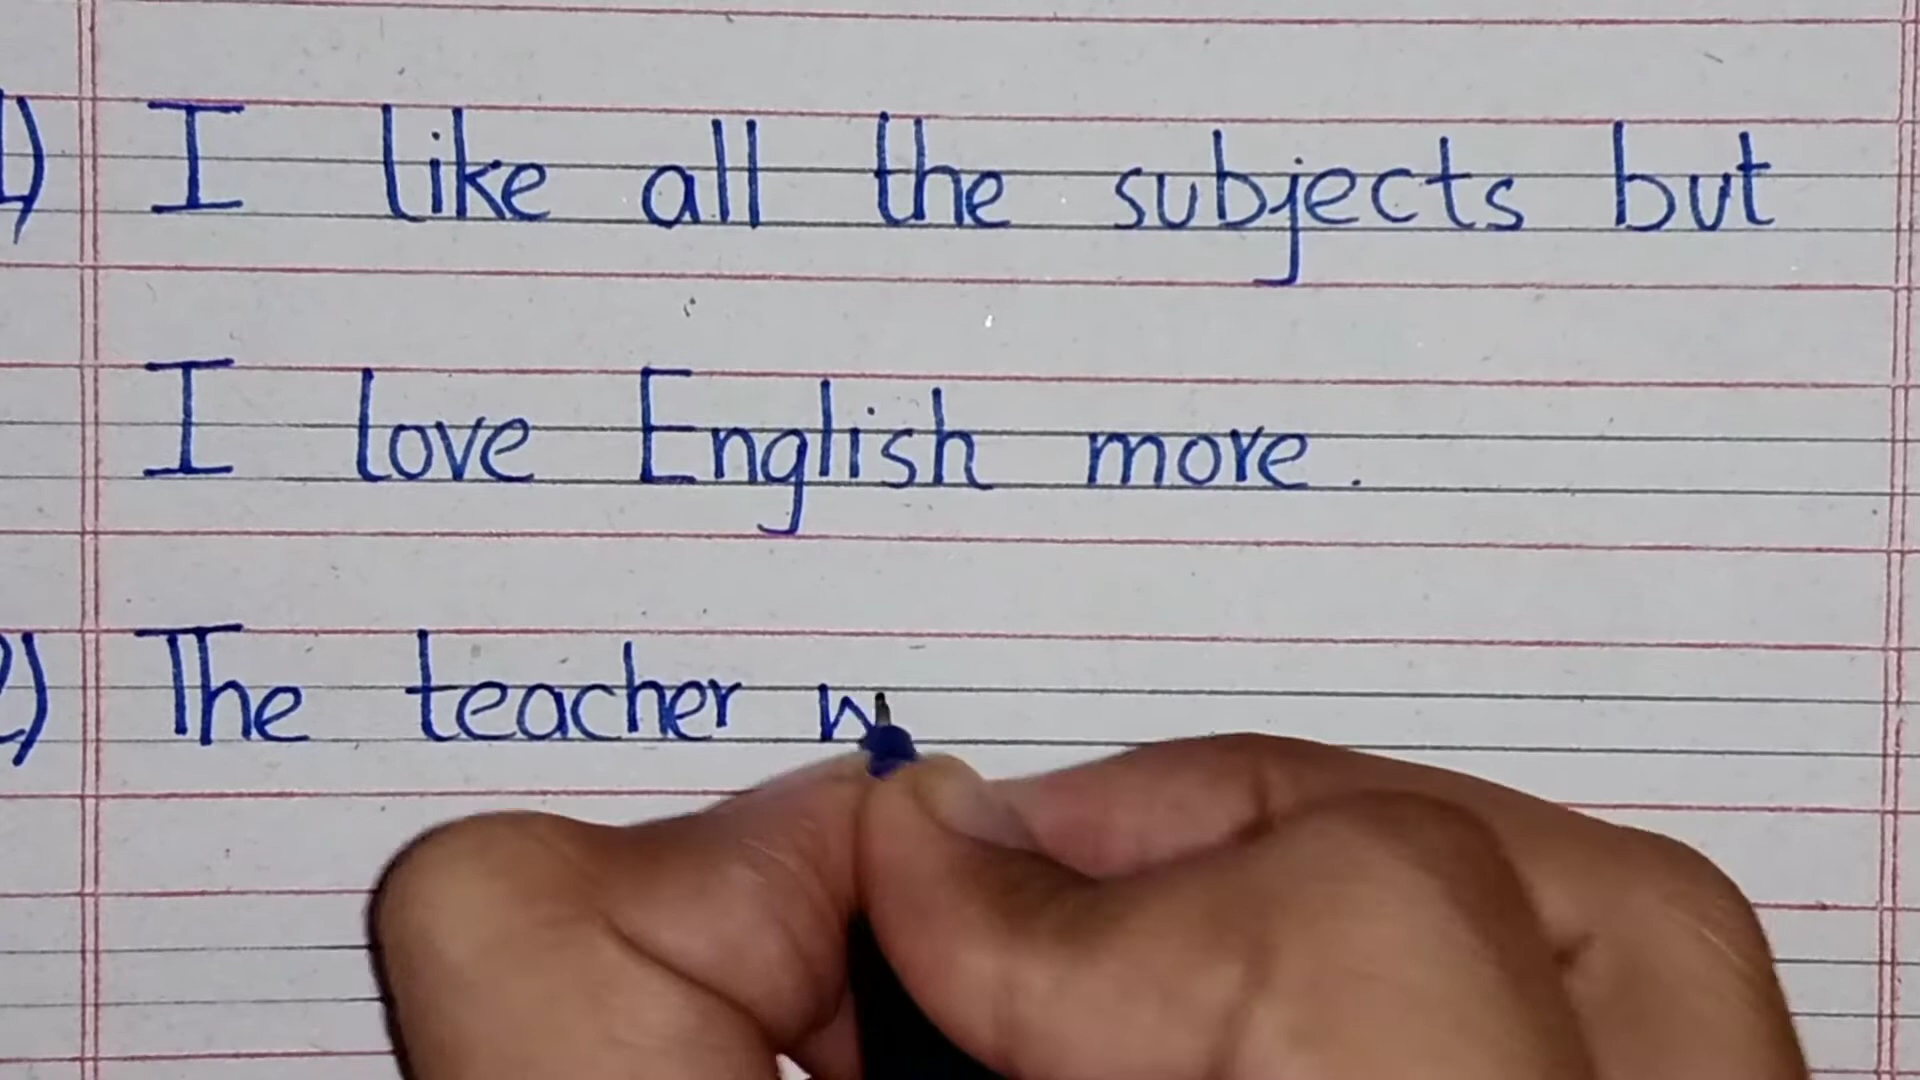 1) I like all the subjects but
I love English more.
2) The teacher